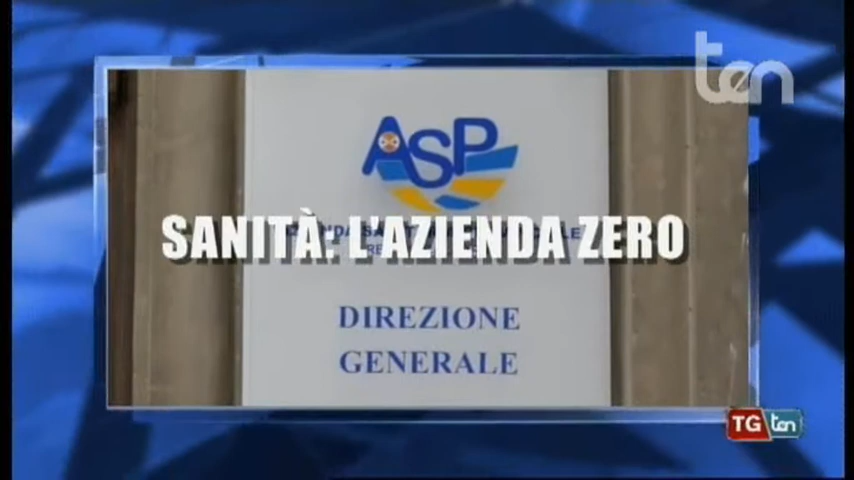 ten
ASP
SANITÀ: L'AZIENDA ZERO
DIREZIONE
GENERALE
TG ten